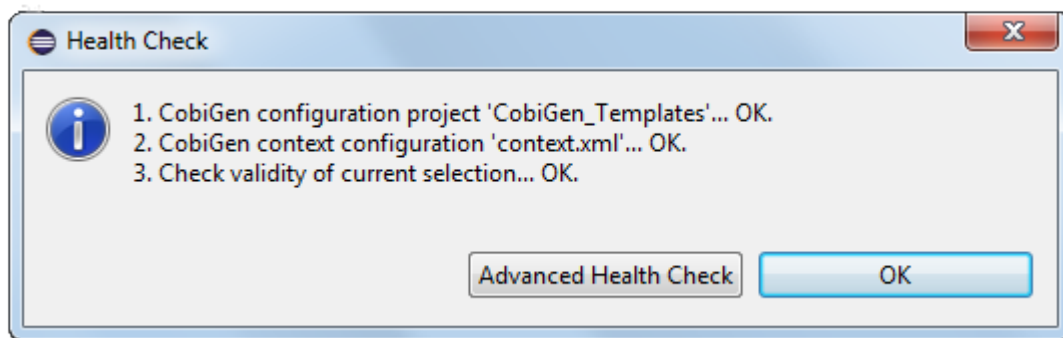 Health Check
1. CobiGen configuration project 'CobiGen_Templates'... OK.
2. CobiGen context configuration 'context.xml'... OK.
3. Check validity of current selection... OK.
Advanced Health Check
OK